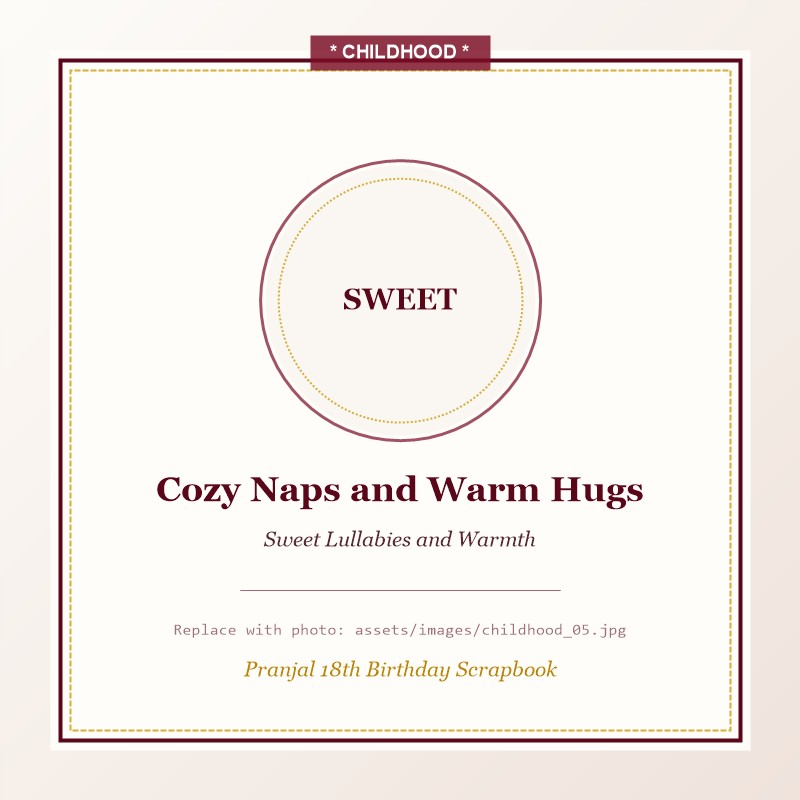 * CHILDHOOD *
SWEET
Cozy Naps and Warm Hugs
Sweet Lullabies and Warmth
Replace with photo: assets/images/childhood_05.jpg
Pranjal 18th Birthday Scrapbook